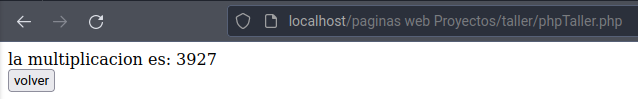 localhost/paginas web Proyectos/taller/phpTaller.php
la multiplicacion es: 3927
volver